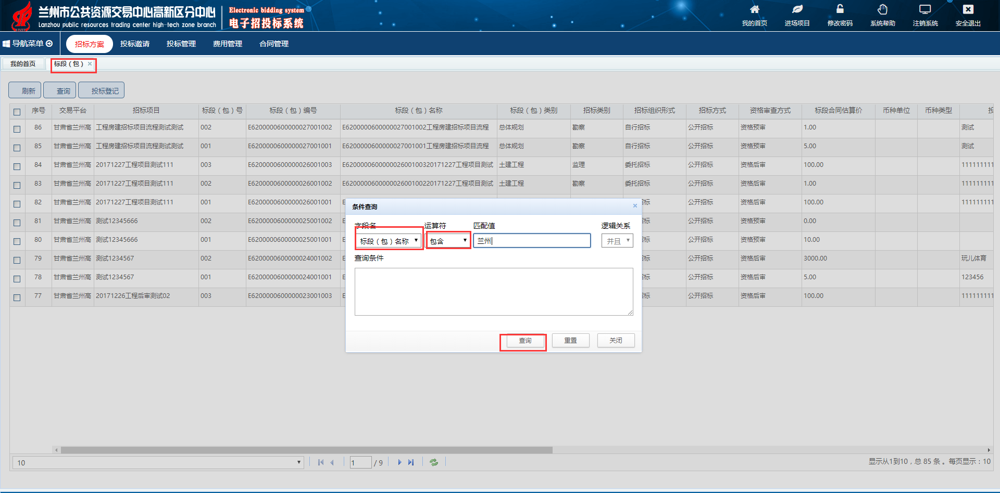 兰州市公共资源交易中心高新区分中心
Lanzhou public resources trading center high-tech zone branch
Electronic bidding system
电子招投标系统
我的首页 进场项目 修改密码 系统帮助 注销系统 安全退出
导航菜单 招标方案 投标邀请 投标管理 费用管理 合同管理
我的首页 标段（包）
刷新 查询 投标登记
序号 交易平台 招标项目 标段（包）号 标段（包）编号 标段（包）名称 标段（包）类别 招标类别 招标组织形式 招标方式 资格审查方式 标段合同估算价 币种单位 币种类型
86 甘肃省兰州高 工程房建招标项目流程测试测试 002 E6200000600000027001002 E6200000600000027001002工程房建招标项目流程 总体规划 勘察 自行招标 公开招标 资格预审 1.00 测试
85 甘肃省兰州高 工程房建招标项目流程测试测试 001 E6200000600000027001001 E6200000600000027001001工程房建招标项目流程 总体规划 勘察 自行招标 公开招标 资格预审 5.00 测试
84 甘肃省兰州高 20171227工程项目测试111 003 E6200000600000026001003 E620000060000002600100320171227工程项目测试 土建工程 监理 委托招标 公开招标 资格后审 100.00 111111111
83 甘肃省兰州高 20171227工程项目测试111 002 E6200000600000026001002 E620000060000002600100220171227工程项目测试 土建工程 勘察 委托招标 公开招标 资格后审 1.00 111111111
82 甘肃省兰州高 20171227工程项目测试111 001 E6200000600000026001001 标 公开招标 资格后审 100.00 111111111
81 甘肃省兰州高 测试12345666 002 E6200000600000025001002 标 公开招标 资格预审 0.00
80 甘肃省兰州高 测试12345666 001 E6200000600000025001001 标 公开招标 资格预审 10.00
79 甘肃省兰州高 测试1234567 002 E6200000600000024001002 标 公开招标 资格后审 3000.00 玩儿体育
78 甘肃省兰州高 测试1234567 001 E6200000600000024001001 标 公开招标 资格后审 5.00 123456
77 甘肃省兰州高 20171226工程后审测试02 003 E6200000600000023001003 标 公开招标 资格后审 100.00 111111111
条件查询
字段名 运算符 匹配值 逻辑关系
标段（包）名称 包含 兰州 并且
查询条件
查询 重置 关闭
10 1 / 9 显示从1到10，总 85 条 。每页显示：10